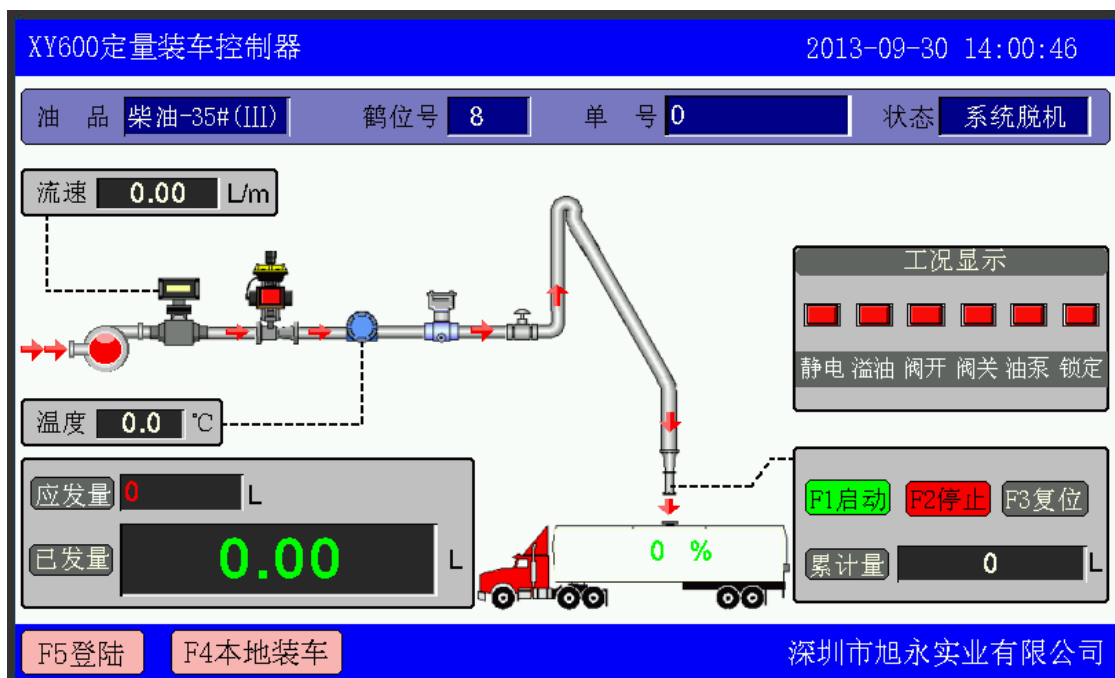 XY600定量装车控制器 2013-09-30 14:00:46
油 品 柴油-35#(III) 鹤位号 8 单 号 0 状态 系统脱机
流速 0.00 L/m
工况显示
静电 溢油 阀开 阀关 油泵 锁定
温度 0.0 ℃
应发量 0 L
已发量 0.00 L
0 %
F1启动 F2停止 F3复位
累计量 0 L
F5登陆 F4本地装车 深圳市旭永实业有限公司